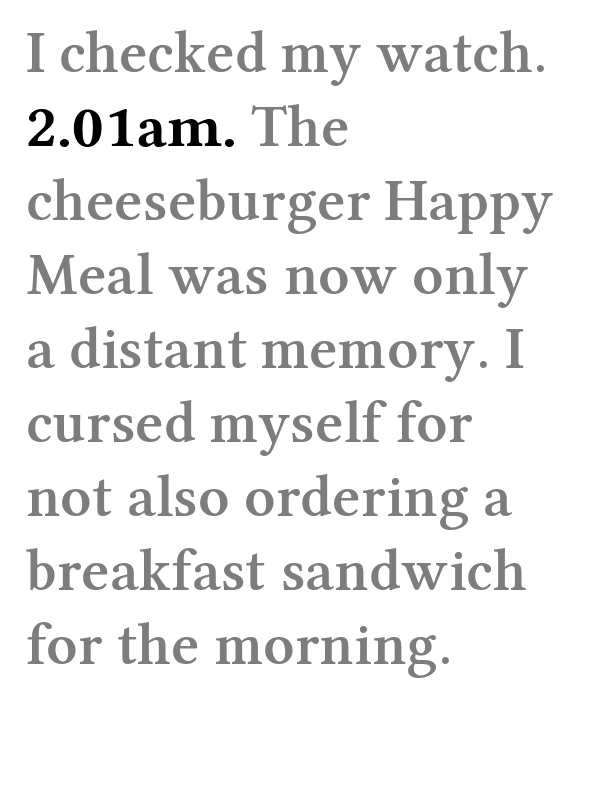 I checked my watch.
2.01am. The
cheeseburger Happy
Meal was now only
a distant memory. I
cursed myself for
not also ordering a
breakfast sandwich
for the morning.